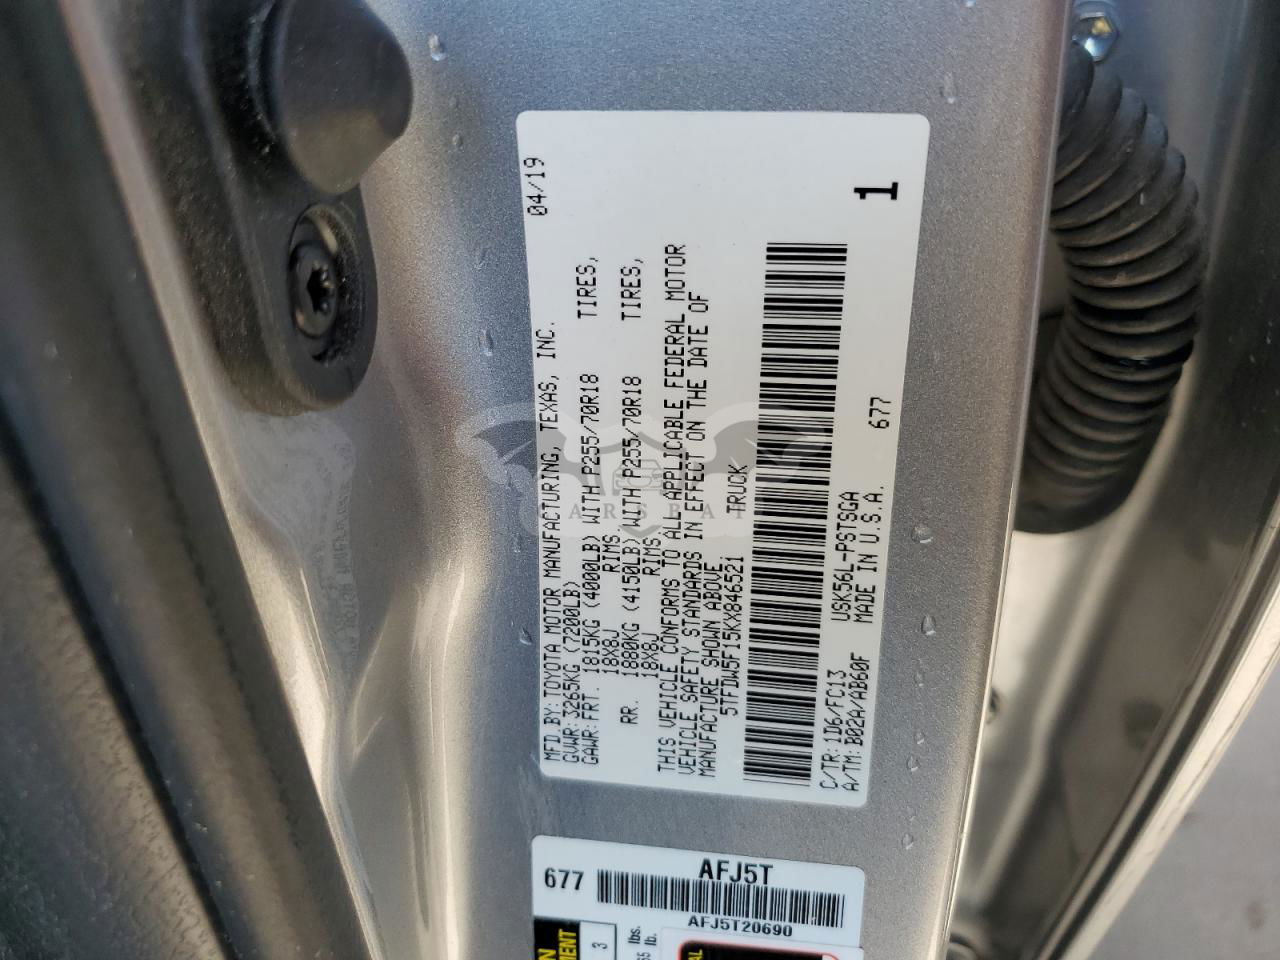 04/19
MFD. BY: TOYOTA MOTOR MANUFACTURING, TEXAS, INC.
GVWR: 3265KG (7200LB)
GAWR: FRT. 1815KG (4000LB) WITH P255/70R18 TIRES,
18X8J RIMS,
RR. 1880KG (4150LB) WITH P255/70R18 TIRES,
18X8J RIMS,
THIS VEHICLE CONFORMS TO ALL APPLICABLE FEDERAL MOTOR
VEHICLE SAFETY STANDARDS IN EFFECT ON THE DATE OF
MANUFACTURE SHOWN ABOVE.
5TFDW5F15KX846521 TRUCK
C/TR: 1D6/FC13 USK56L-PSTSGA 677
A/TM: B02A/AB60F MADE IN U.S.A.
1
AFJ5T
677
AFJ5T20690
3
lbs.
lb.